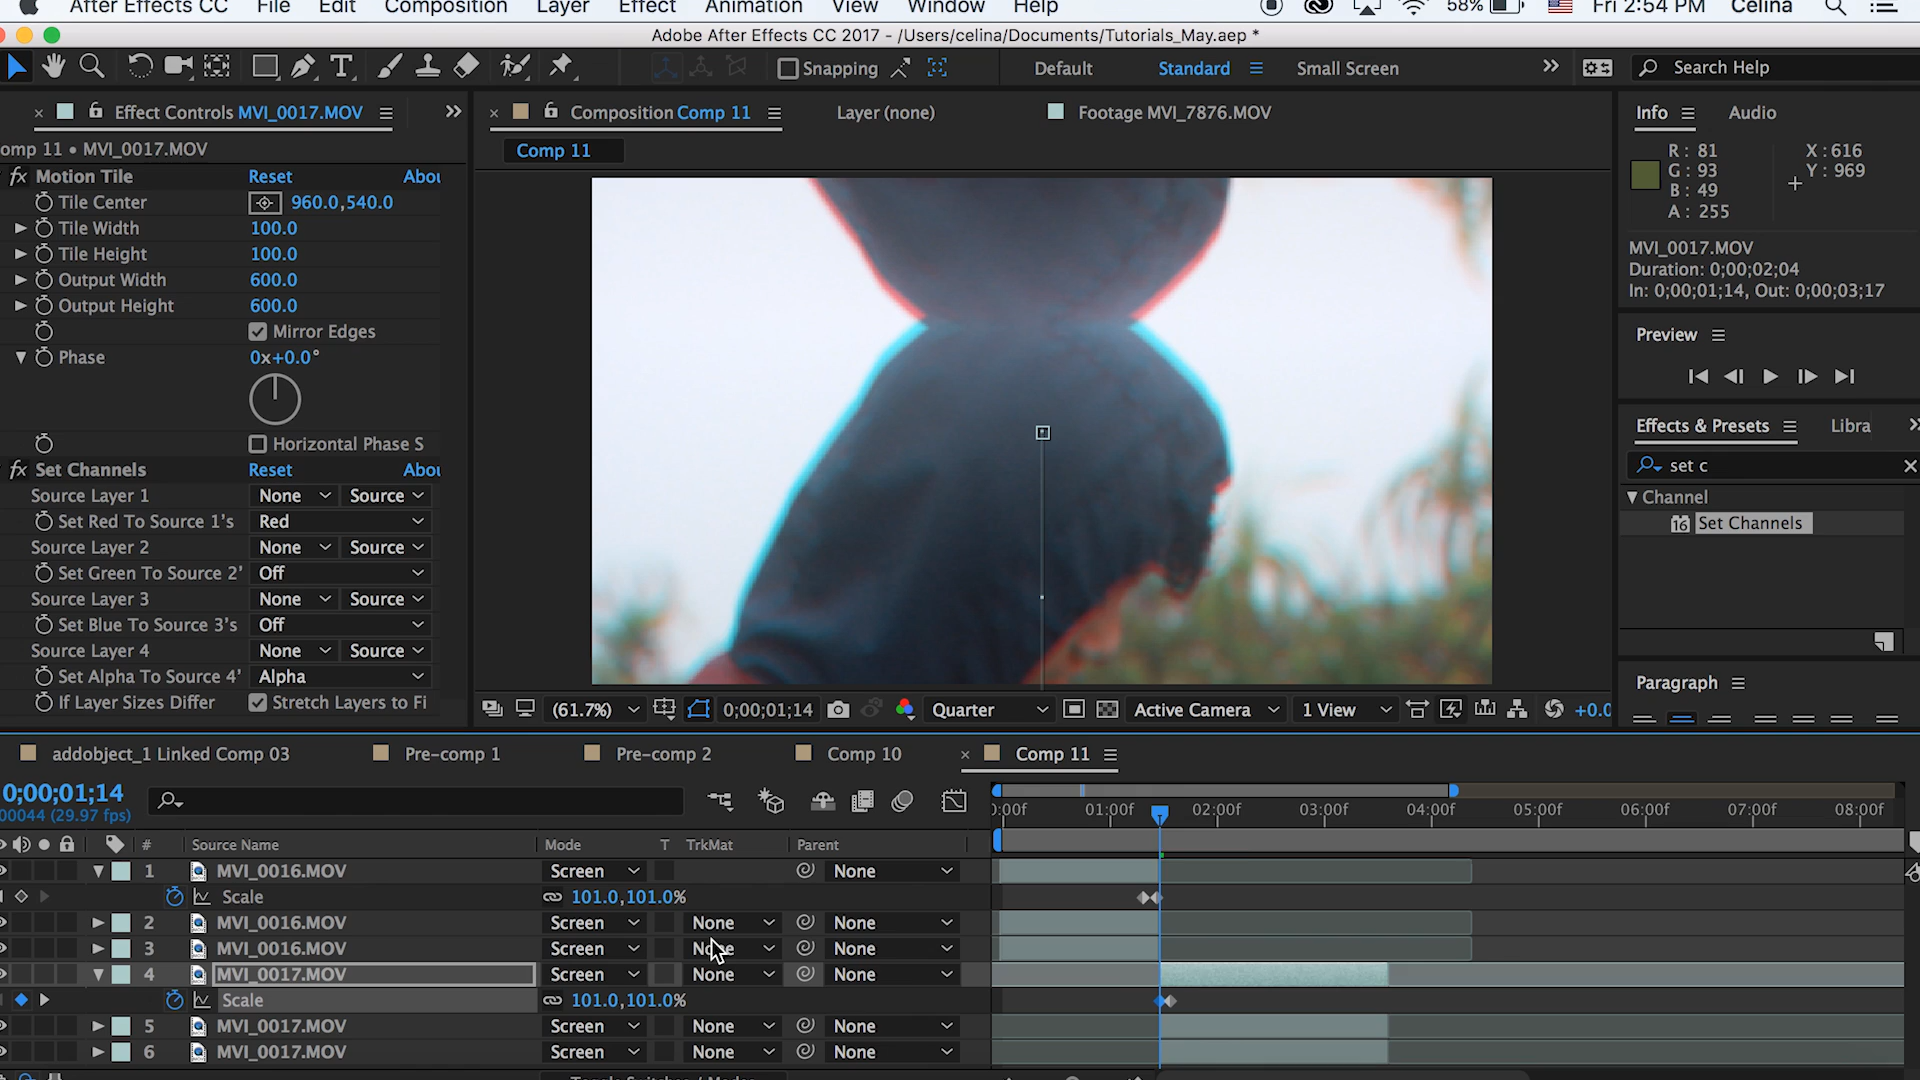 After Effects CC File Edit Composition Layer Effect Animation View Window Help 58% Fri 2:54 PM Celina
Adobe After Effects CC 2017 - /Users/celina/Documents/Tutorials_May.aep *
Snapping Default Standard Small Screen Search Help
Effect Controls MVI_0017.MOV Composition Comp 11 Layer (none) Footage MVI_7876.MOV Info Audio
omp 11 • MVI_0017.MOV Comp 11
R: 81 X: 616
G: 93 Y: 969
B: 49
A: 255
fx Motion Tile Reset Abou
Tile Center 960.0,540.0
Tile Width 100.0
Tile Height 100.0
Output Width 600.0
Output Height 600.0
Mirror Edges
Phase 0x+0.0°
Horizontal Phase S
fx Set Channels Reset Abou
Source Layer 1 None Source
Set Red To Source 1's Red
Source Layer 2 None Source
Set Green To Source 2' Off
Source Layer 3 None Source
Set Blue To Source 3's Off
Source Layer 4 None Source
Set Alpha To Source 4' Alpha
If Layer Sizes Differ Stretch Layers to Fi
MVI_0017.MOV
Duration: 0;00;02;04
In: 0;00;01;14, Out: 0;00;03;17
Preview
Effects & Presets Libra
set c
Channel
16 Set Channels
Paragraph
(61.7%) 0;00;01;14 Quarter Active Camera 1 View +0.0
addobject_1 Linked Comp 03 Pre-comp 1 Pre-comp 2 Comp 10 Comp 11
0;00;01;14
00044 (29.97 fps)
:00f 01:00f 02:00f 03:00f 04:00f 05:00f 06:00f 07:00f 08:00f
# Source Name Mode T TrkMat Parent
1 MVI_0016.MOV Screen None
Scale 101.0,101.0%
2 MVI_0016.MOV Screen None None
3 MVI_0016.MOV Screen None None
4 MVI_0017.MOV Screen None None
Scale 101.0,101.0%
5 MVI_0017.MOV Screen None None
6 MVI_0017.MOV Screen None None